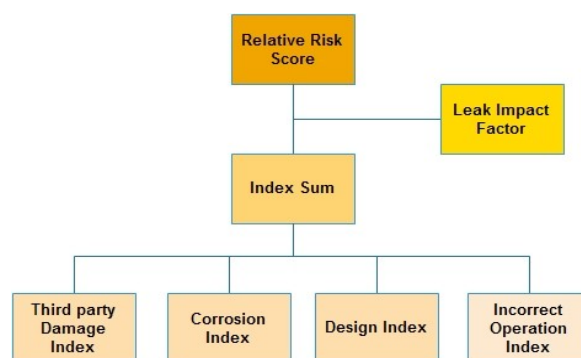 Relative Risk
Score
Leak Impact
Factor
Index Sum
Third party
Damage
Index
Corrosion
Index
Design Index
Incorrect
Operation
Index